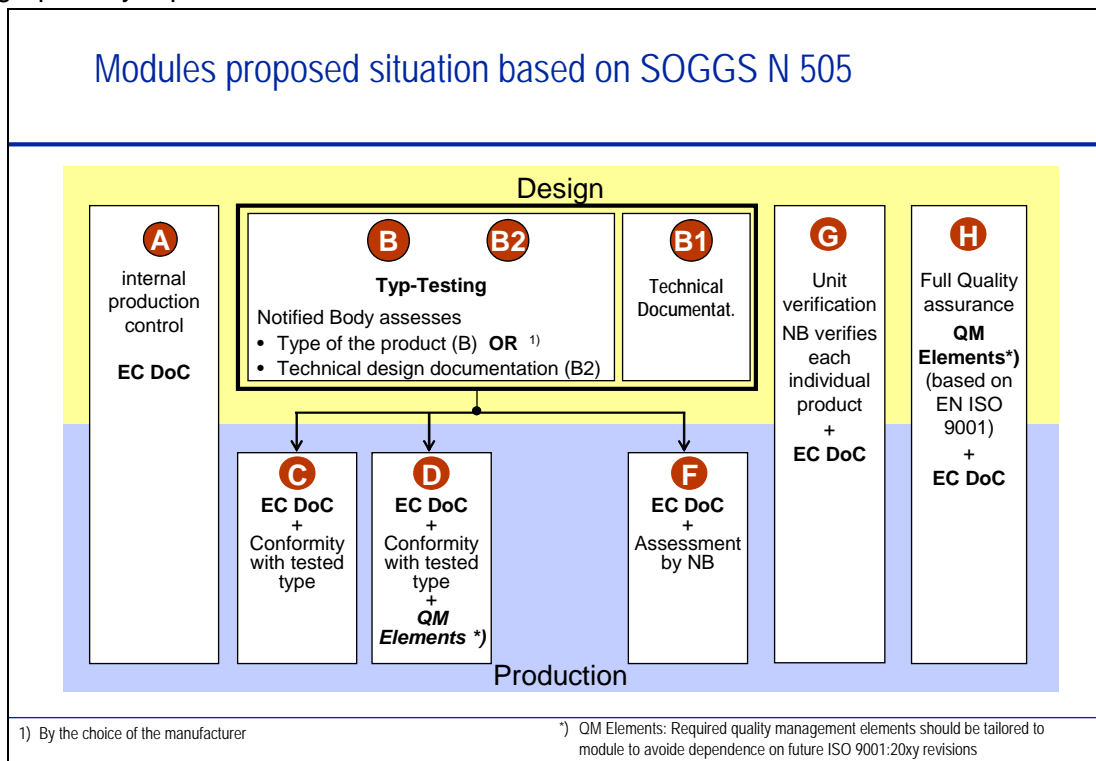 Modules proposed situation based on SOGGS N 505
Design
A
internal
production
control
EC DoC
B
B2
Typ-Testing
Notified Body assesses
• Type of the product (B) OR 1)
• Technical design documentation (B2)
B1
Technical
Documentat.
G
Unit
verification
NB verifies
each
individual
product
+
EC DoC
H
Full Quality
assurance
QM
Elements*)
(based on
EN ISO
9001)
+
EC DoC
C
EC DoC
+
Conformity
with tested
type
D
EC DoC
+
Conformity
with tested
type
+
QM
Elements *)
F
EC DoC
+
Assessment
by NB
Production
1) By the choice of the manufacturer
*) QM Elements: Required quality management elements should be tailored to
module to avoide dependence on future ISO 9001:20xy revisions